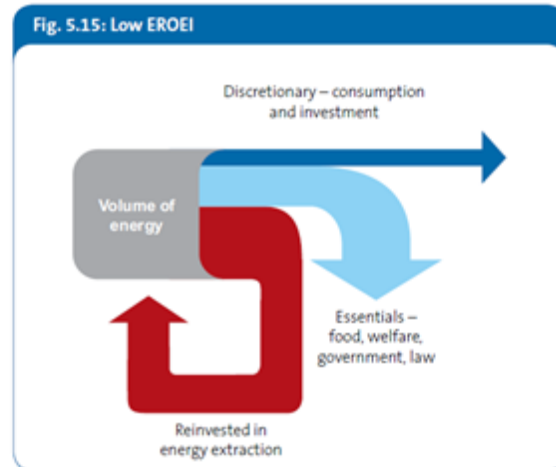 Fig. 5.15: Low EROEI
Discretionary – consumption
and investment
Volume of
energy
Essentials –
food, welfare,
government, law
Reinvested in
energy extraction